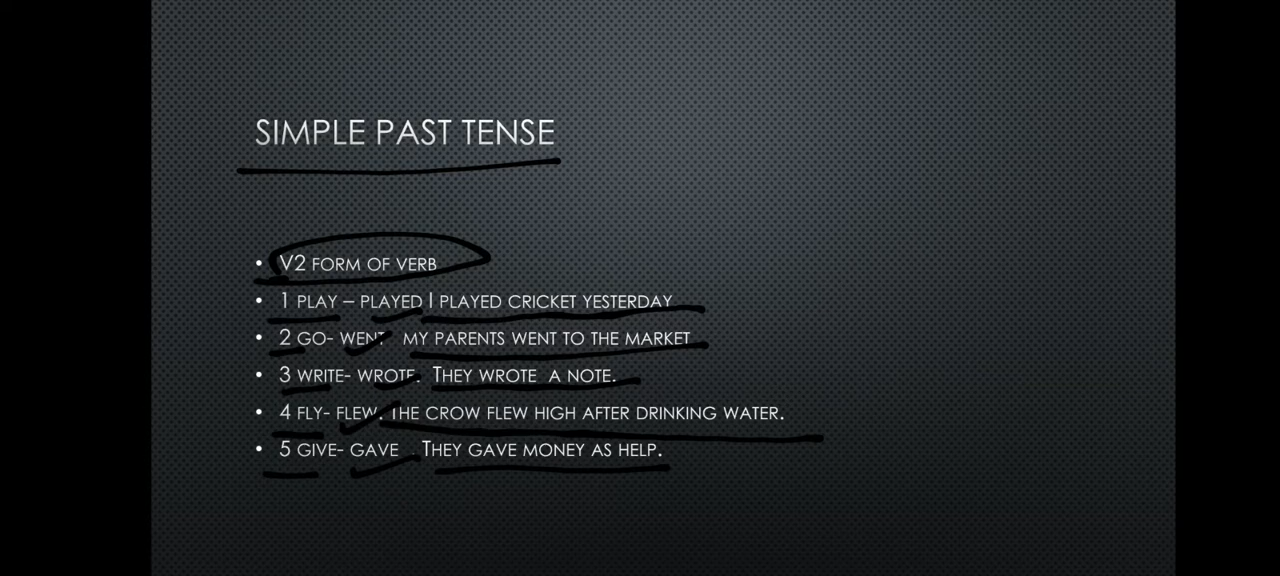 SIMPLE PAST TENSE
• V2 FORM OF VERB
• 1 PLAY – PLAYED I PLAYED CRICKET YESTERDAY
• 2 GO- WENT MY PARENTS WENT TO THE MARKET
• 3 WRITE- WROTE. THEY WROTE A NOTE.
• 4 FLY- FLEW. THE CROW FLEW HIGH AFTER DRINKING WATER.
• 5 GIVE- GAVE THEY GAVE MONEY AS HELP.